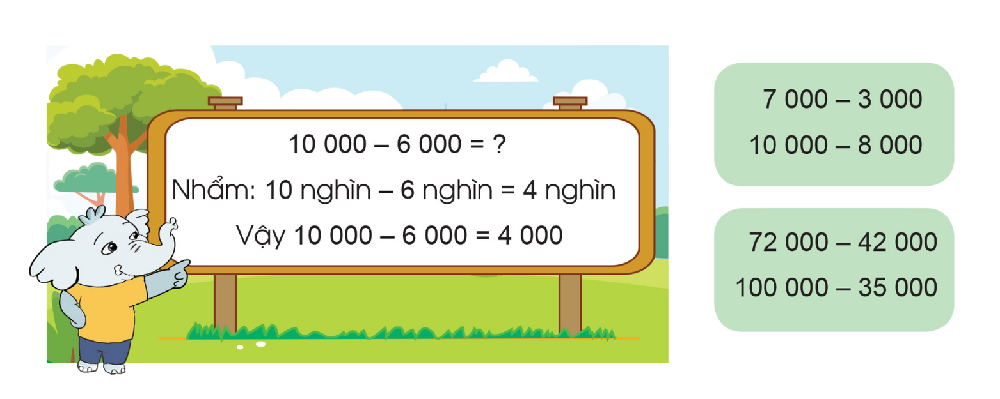 10 000 – 6 000 = ?
Nhẩm: 10 nghìn – 6 nghìn = 4 nghìn
Vậy 10 000 – 6 000 = 4 000
7 000 – 3 000
10 000 – 8 000
72 000 – 42 000
100 000 – 35 000